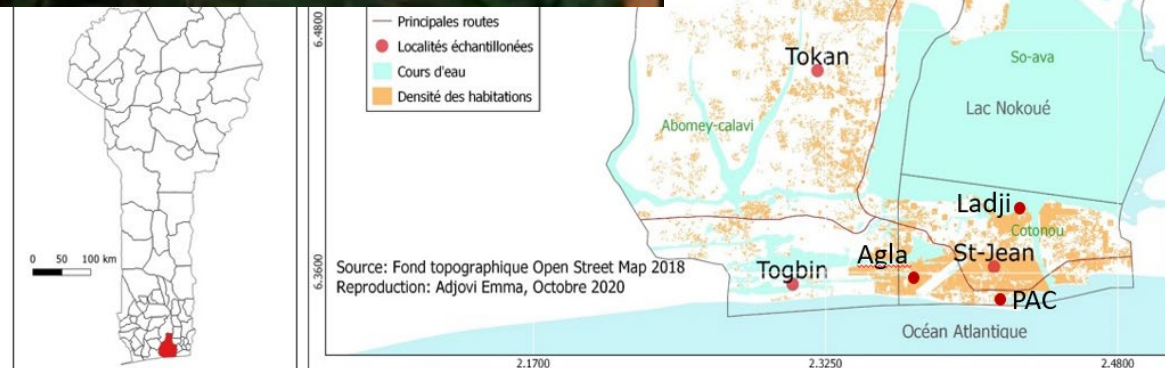 Principales routes
Localités échantillonées
Cours d'eau
Densité des habitations
6.4800
Tokan
So-ava
Lac Nokoué
Abomey-calavi
Ladji
Cotonou
Agla
St-Jean
Togbin
PAC
0 50 100 km
6.3600
Source: Fond topographique Open Street Map 2018
Reproduction: Adjovi Emma, Octobre 2020
Océan Atlantique
2.1700
2.3250
2.4800